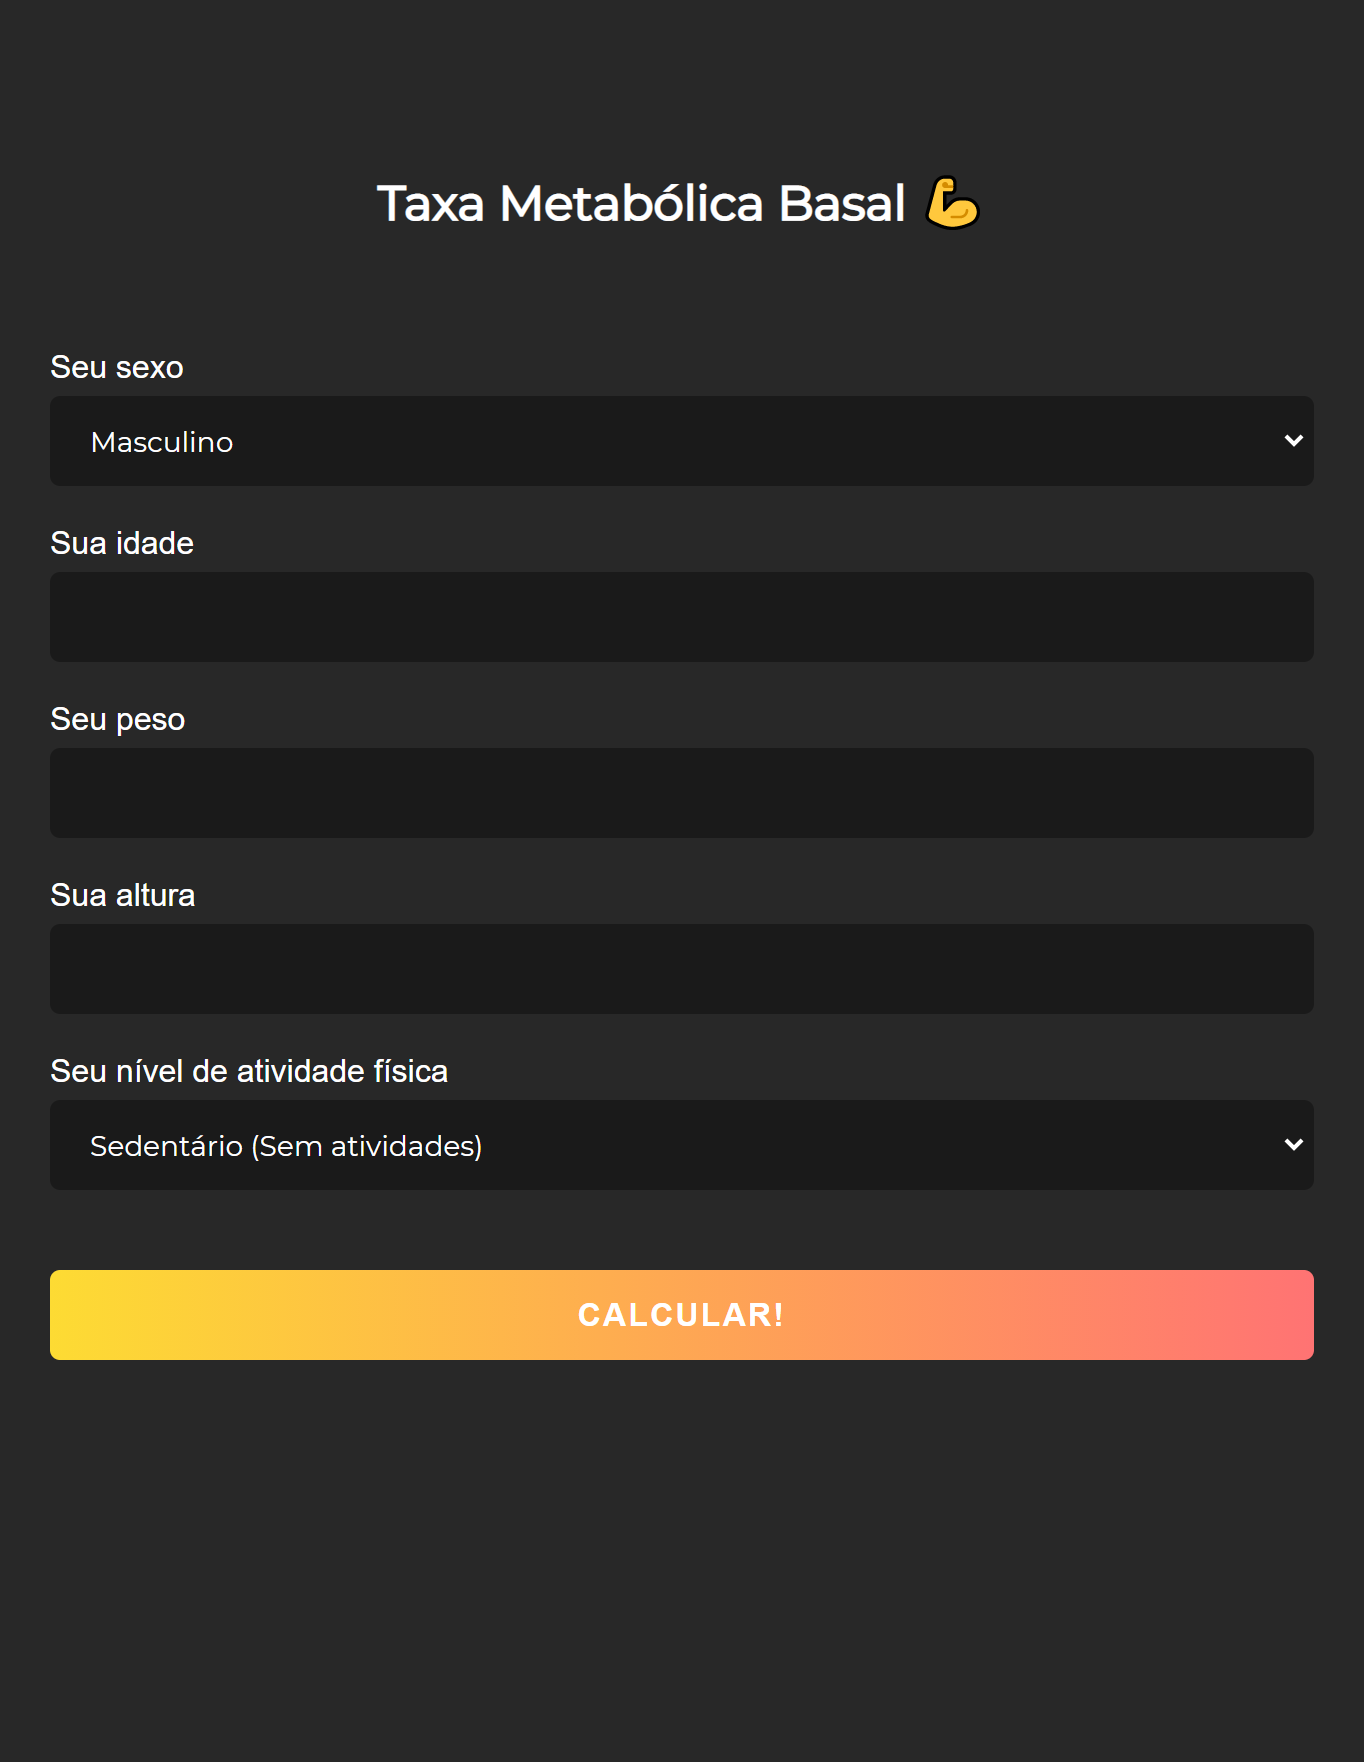 Taxa Metabólica Basal 💪
Seu sexo
Masculino
Sua idade
Seu peso
Sua altura
Seu nível de atividade física
Sedentário (Sem atividades)
CALCULAR!